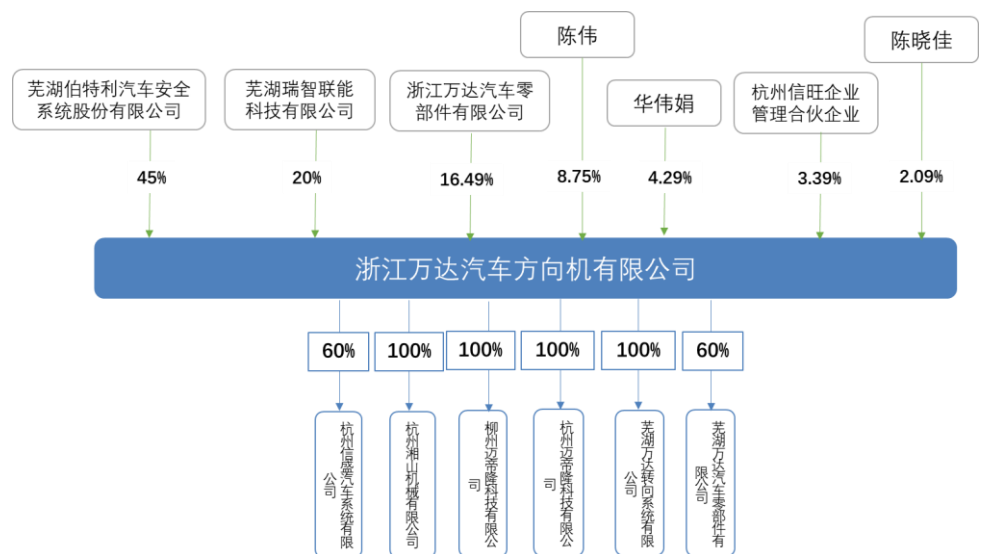 陈伟
陈晓佳
芜湖伯特利汽车安全
系统股份有限公司
芜湖瑞智联能
科技有限公司
浙江万达汽车零
部件有限公司
华伟娟
杭州信旺企业
管理合伙企业
45%
20%
16.49%
8.75%
4.29%
3.39%
2.09%
浙江万达汽车方向机有限公司
60%
100%
100%
100%
100%
60%
杭州信盛汽车系统有限
公司
杭州湘山机械有限公司
柳州迈帝隆科技有限公
司
杭州迈帝隆科技有限公
司
芜湖万达转向系统有限
公司
芜湖万达汽车零部件有
限公司